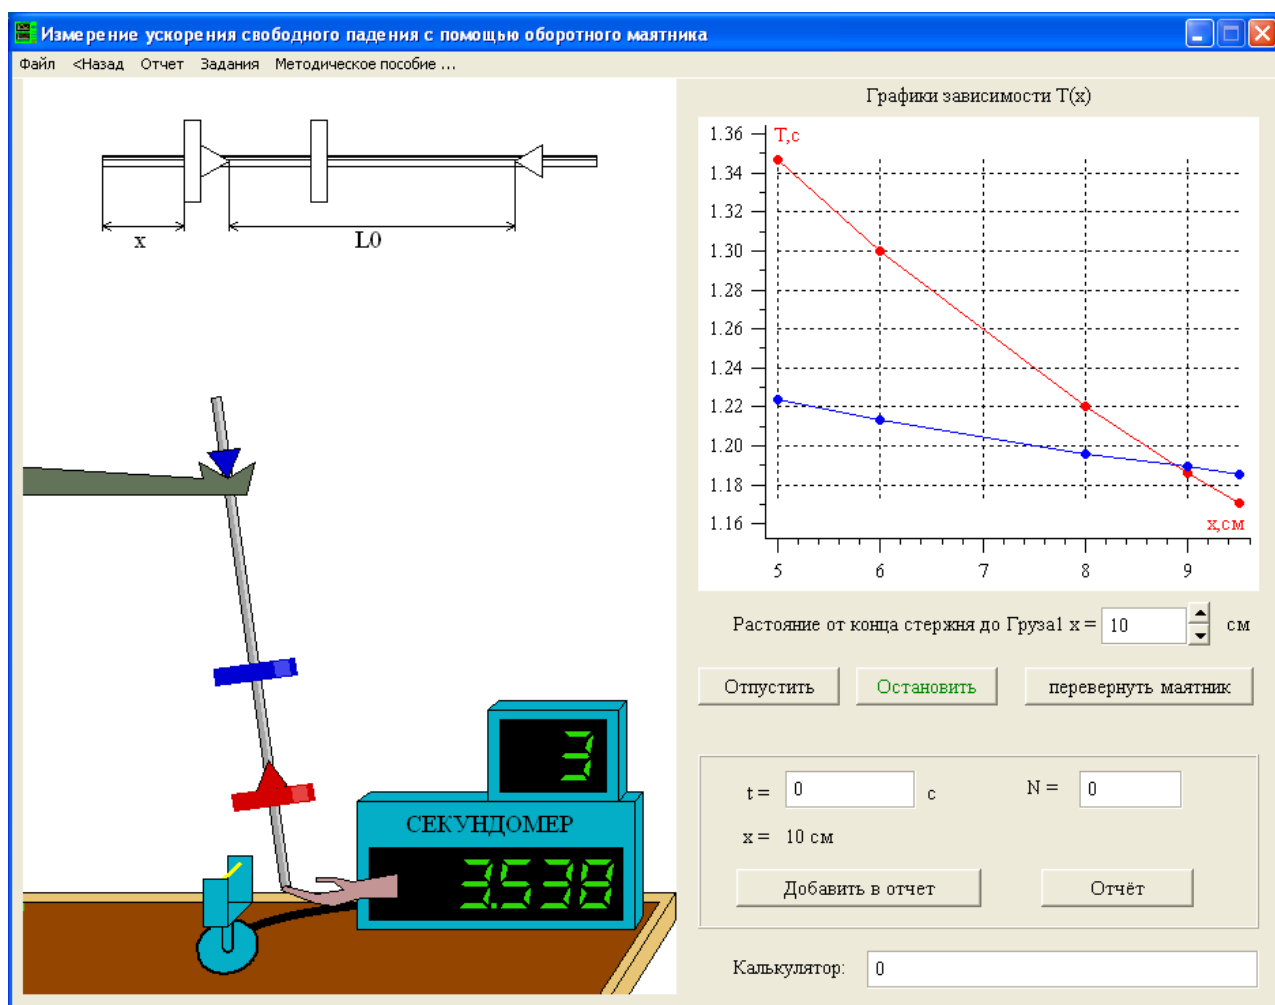 Измерение ускорения свободного падения с помощью оборотного маятника
Файл <Назад Отчет Задания Методическое пособие ...
x
L0
3
СЕКУНДОМЕР
3.538
Графики зависимости T(x)
T,c
1.36
1.34
1.32
1.30
1.28
1.26
1.24
1.22
1.20
1.18
1.16
x,см
5 6 7 8 9
Растояние от конца стержня до Груза1 x = 10 см
Отпустить Остановить перевернуть маятник
t = 0 c N = 0
x = 10 см
Добавить в отчет Отчёт
Калькулятор: 0